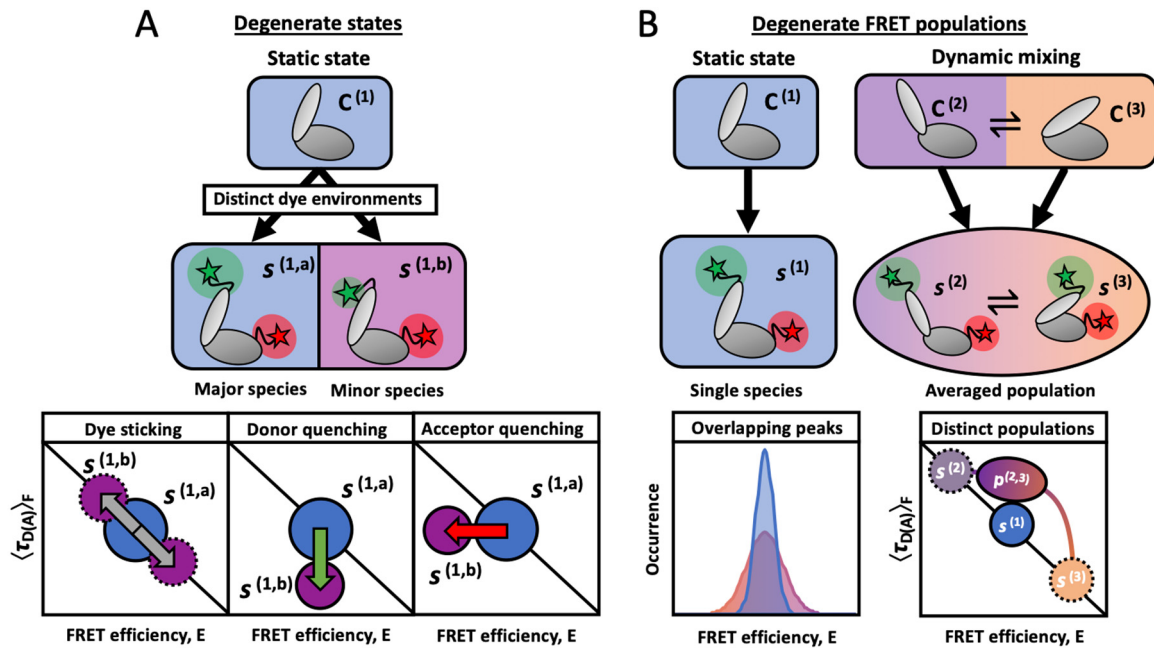 A
Degenerate states
Static state
C (1)
Distinct dye environments
s (1,a)
s (1,b)
Major species
Minor species
Dye sticking
Donor quenching
Acceptor quenching
s (1,b)
s (1,a)
s (1,a)
s (1,b)
s (1,a)
s (1,b)
⟨τD(A)⟩F
FRET efficiency, E
FRET efficiency, E
FRET efficiency, E
B
Degenerate FRET populations
Static state
Dynamic mixing
C (1)
C (2)
⇌
C (3)
s (1)
s (2)
⇌
s (3)
Single species
Averaged population
Overlapping peaks
Distinct populations
Occurrence
FRET efficiency, E
⟨τD(A)⟩F
s (2)
p(2,3)
s (1)
s (3)
FRET efficiency, E